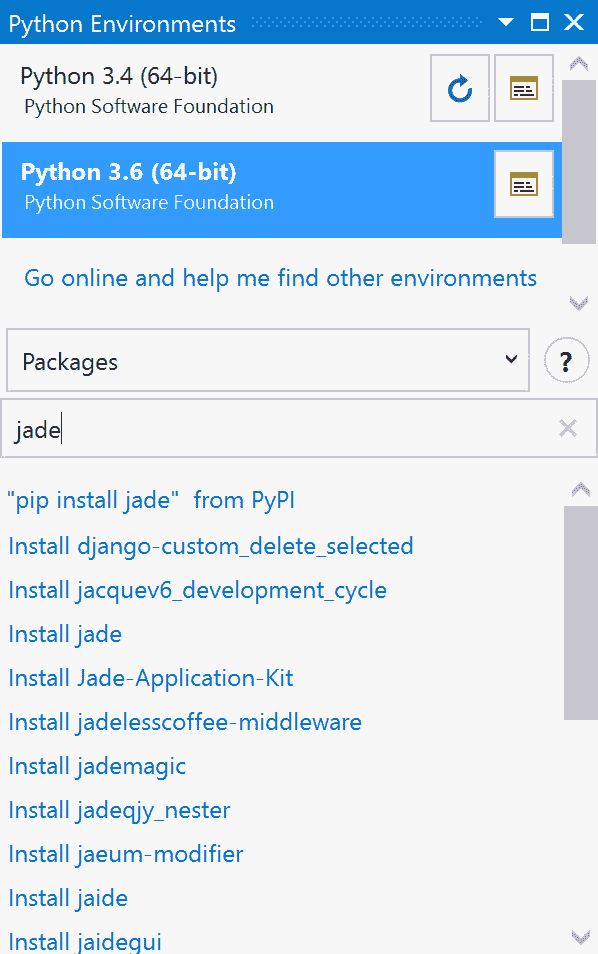 Python Environments
Python 3.4 (64-bit)
Python Software Foundation
Python 3.6 (64-bit)
Python Software Foundation
Go online and help me find other environments
Packages
?
jade
"pip install jade"  from PyPI
Install django-custom_delete_selected
Install jacquev6_development_cycle
Install jade
Install Jade-Application-Kit
Install jadelesscoffee-middleware
Install jademagic
Install jadeqjy_nester
Install jaeum-modifier
Install jaide
Install jaidegui